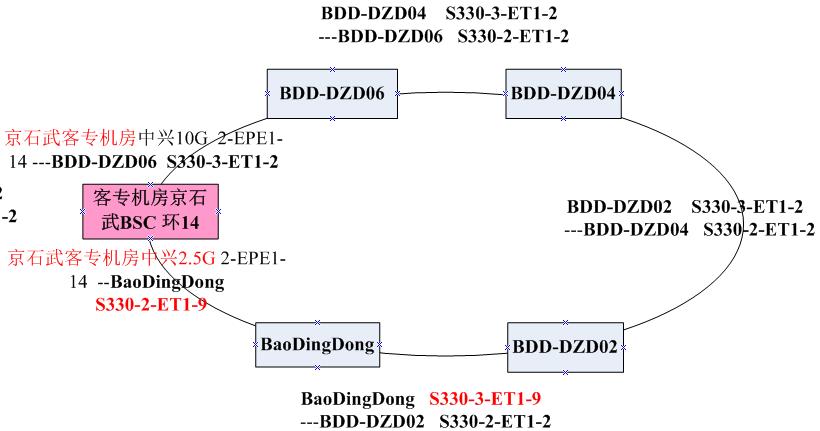 BDD-DZD04 S330-3-ET1-2
---BDD-DZD06 S330-2-ET1-2
BDD-DZD06
BDD-DZD04
京石武客专机房中兴10G 2-EPE1-
14 ---BDD-DZD06 S330-3-ET1-2
2
-2
客专机房京石
武BSC 环14
BDD-DZD02 S330-3-ET1-2
---BDD-DZD04 S330-2-ET1-2
京石武客专机房中兴2.5G 2-EPE1-
14 --BaoDingDong
S330-2-ET1-9
BaoDingDong
BDD-DZD02
BaoDingDong S330-3-ET1-9
---BDD-DZD02 S330-2-ET1-2